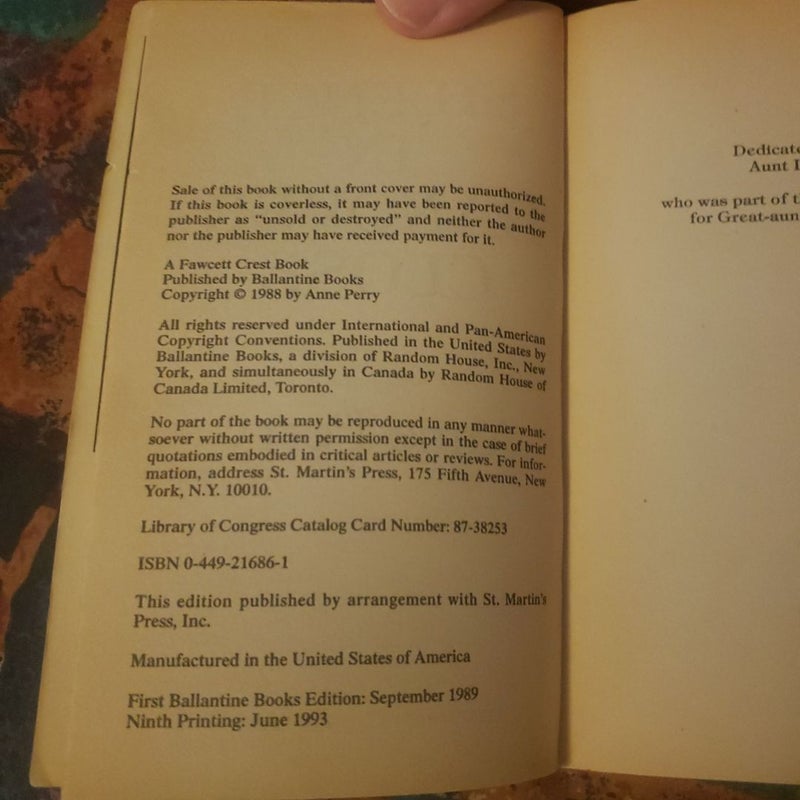 Sale of this book without a front cover may be unauthorized.
If this book is coverless, it may have been reported to the
publisher as “unsold or destroyed” and neither the author
nor the publisher may have received payment for it.
A Fawcett Crest Book
Published by Ballantine Books
Copyright © 1988 by Anne Perry
All rights reserved under International and Pan-American
Copyright Conventions. Published in the United States by
Ballantine Books, a division of Random House, Inc., New
York, and simultaneously in Canada by Random House of
Canada Limited, Toronto.
No part of the book may be reproduced in any manner what-
soever without written permission except in the case of brief
quotations embodied in critical articles or reviews. For infor-
mation, address St. Martin’s Press, 175 Fifth Avenue, New
York, N.Y. 10010.
Library of Congress Catalog Card Number: 87-38253
ISBN 0-449-21686-1
This edition published by arrangement with St. Martin’s
Press, Inc.
Manufactured in the United States of America
First Ballantine Books Edition: September 1989
Ninth Printing: June 1993
Aunt
who was part of
for